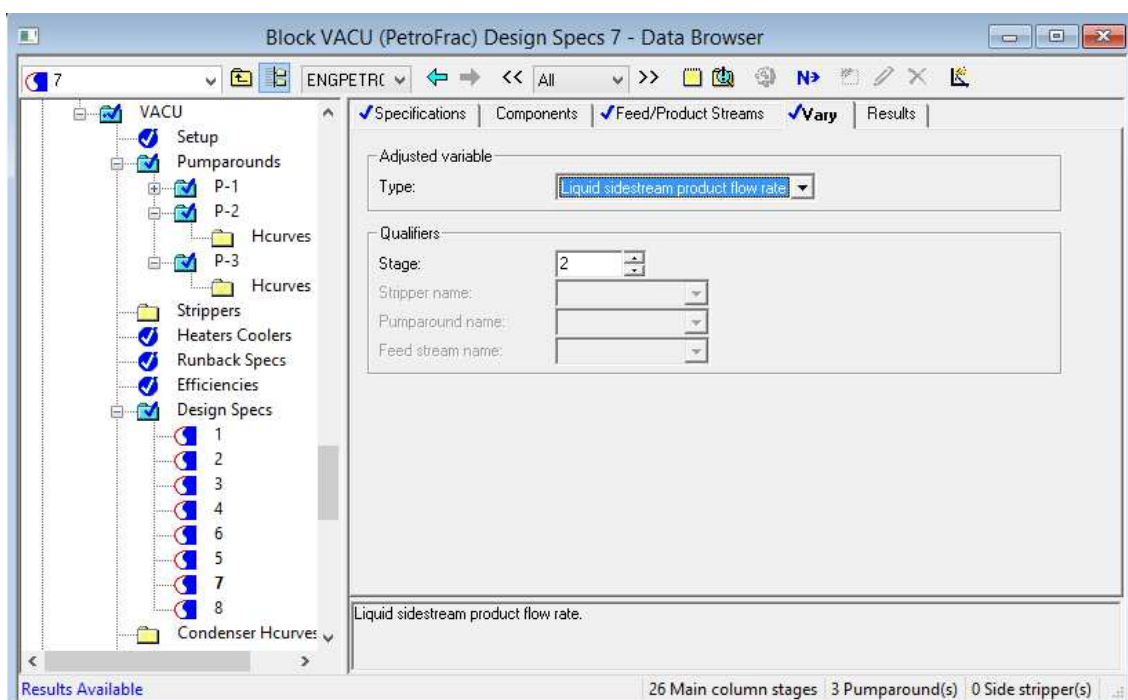 Block VACU (PetroFrac) Design Specs 7 - Data Browser
7 ENGPETRO << All >> N>
VACU
Setup
Pumparounds
P-1
P-2
Hcurves
P-3
Hcurves
Strippers
Heaters Coolers
Runback Specs
Efficiencies
Design Specs
1
2
3
4
6
5
7
8
Condenser Hcurves
Specifications Components Feed/Product Streams Vary Results
Adjusted variable
Type: Liquid sidestream product flow rate
Qualifiers
Stage: 2
Stripper name:
Pumparound name:
Feed stream name:
Liquid sidestream product flow rate.
Results Available 26 Main column stages 3 Pumparound(s) 0 Side stripper(s)